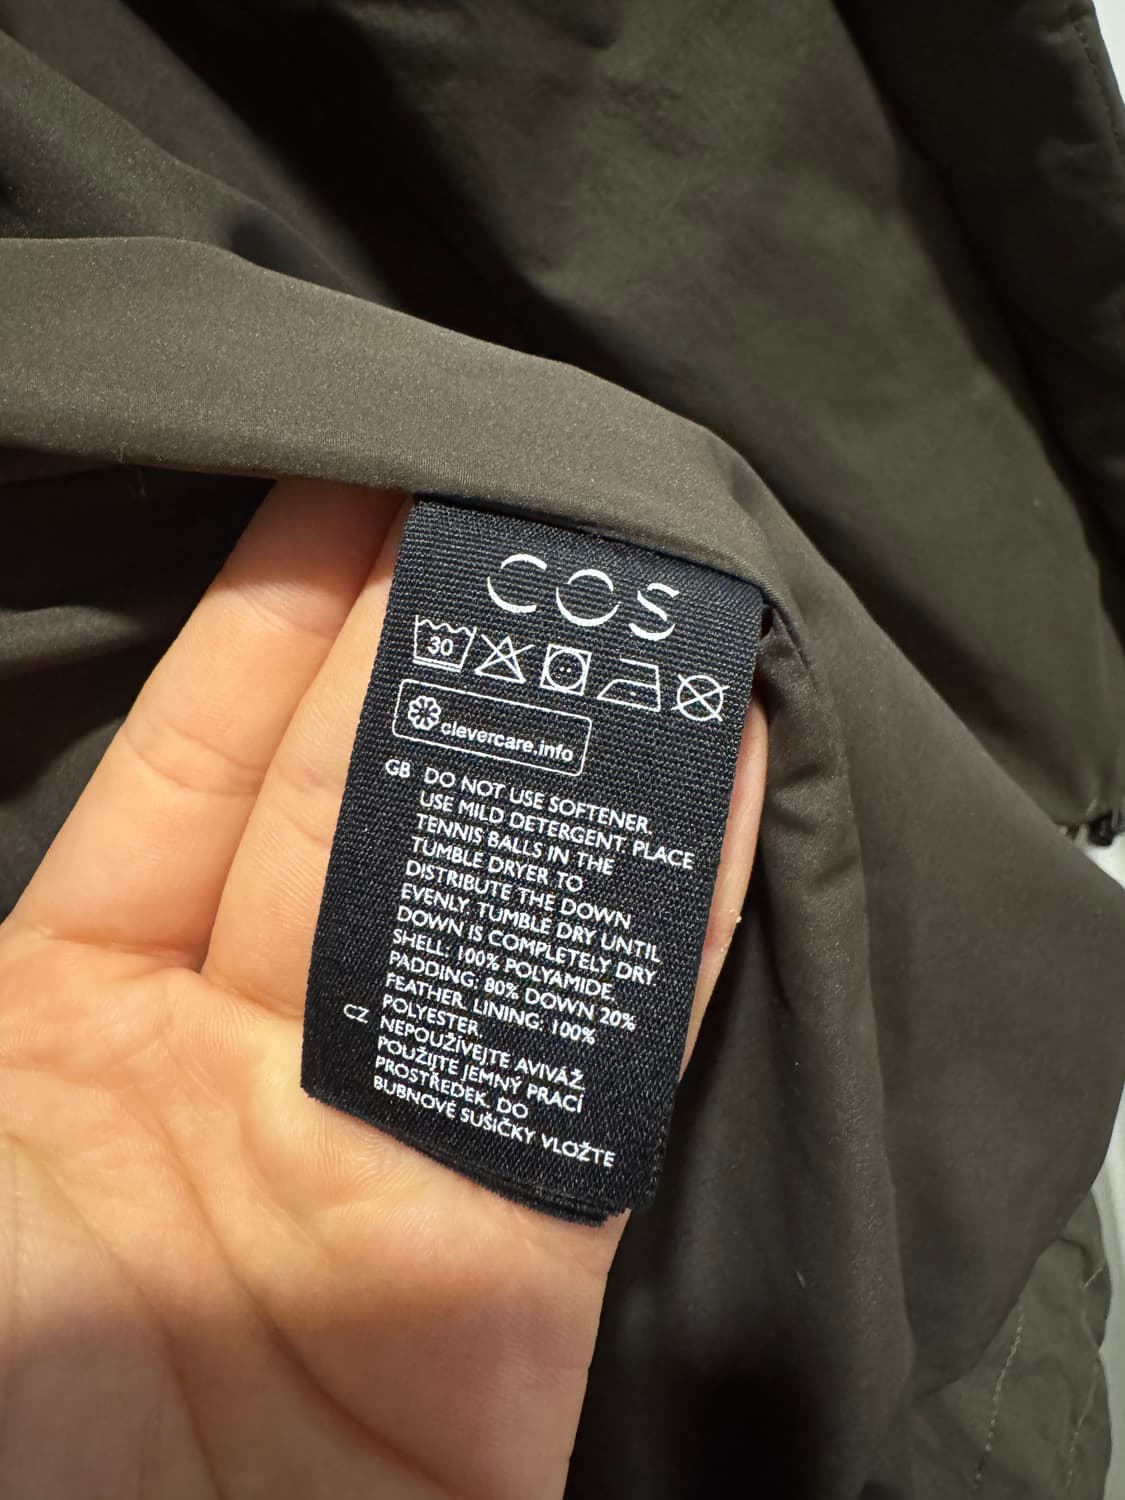 COS
30
clevercare.info
GB DO NOT USE SOFTENER.
USE MILD DETERGENT. PLACE
TENNIS BALLS IN THE
TUMBLE DRYER TO
DISTRIBUTE THE DOWN
EVENLY. TUMBLE DRY UNTIL
DOWN IS COMPLETELY DRY.
SHELL: 100% POLYAMIDE.
PADDING: 80% DOWN 20%
FEATHER. LINING: 100%
POLYESTER
CZ NEPOUŽÍVEJTE AVIVÁŽ.
POUŽIJTE JEMNÝ PRACÍ
PROSTŘEDEK. DO
BUBNOVÉ SUŠIČKY VLOŽTE